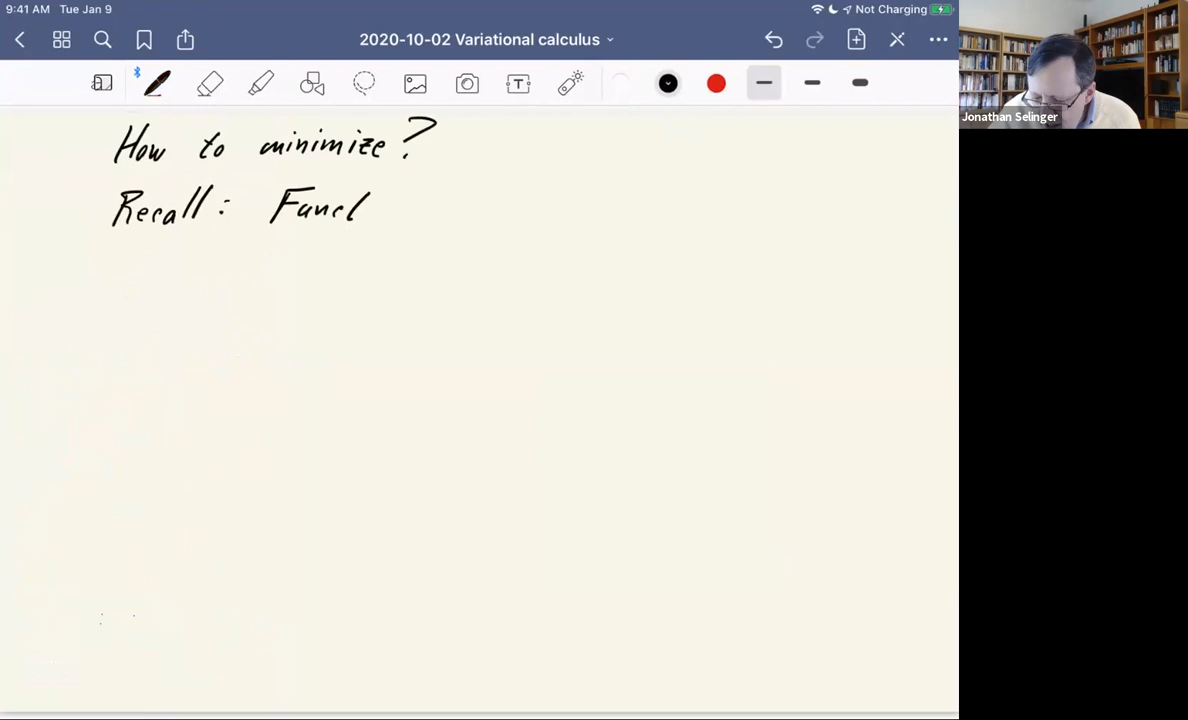 9:41 AM Tue Jan 9
Not Charging
2020-10-02 Variational calculus
T
Jonathan Selinger
How to minimize?
Recall: Funcl